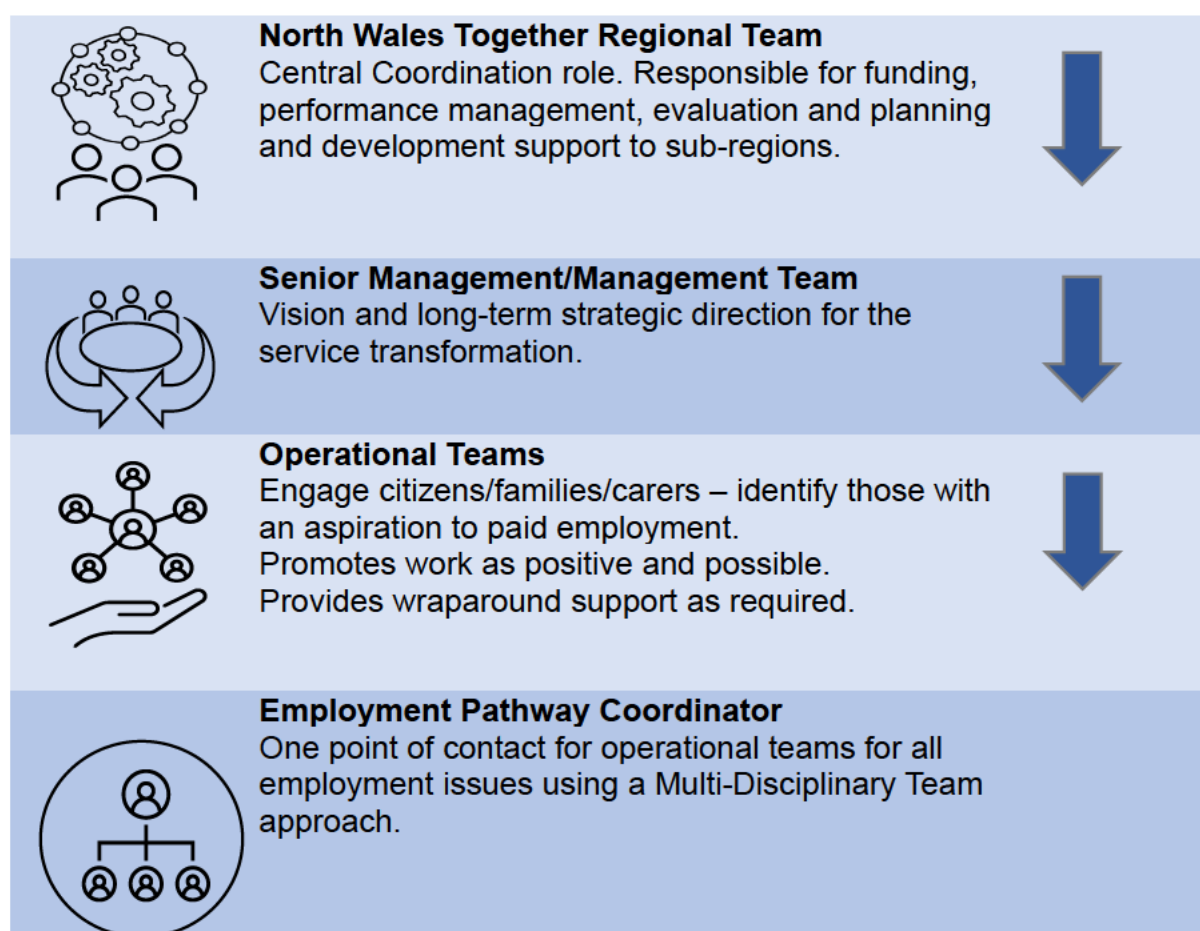 North Wales Together Regional Team
Central Coordination role. Responsible for funding,
performance management, evaluation and planning
and development support to sub-regions.
Senior Management/Management Team
Vision and long-term strategic direction for the
service transformation.
Operational Teams
Engage citizens/families/carers – identify those with
an aspiration to paid employment.
Promotes work as positive and possible.
Provides wraparound support as required.
Employment Pathway Coordinator
One point of contact for operational teams for all
employment issues using a Multi-Disciplinary Team
approach.